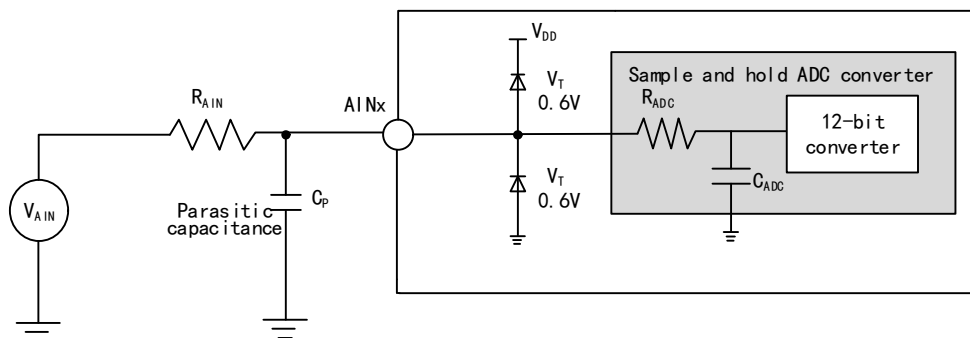 V_DD
Sample and hold ADC converter
V_T
0.6V
R_AIN
AINx
R_ADC
12-bit
converter
V_T
0.6V
C_ADC
C_P
Parasitic
capacitance
V_AIN